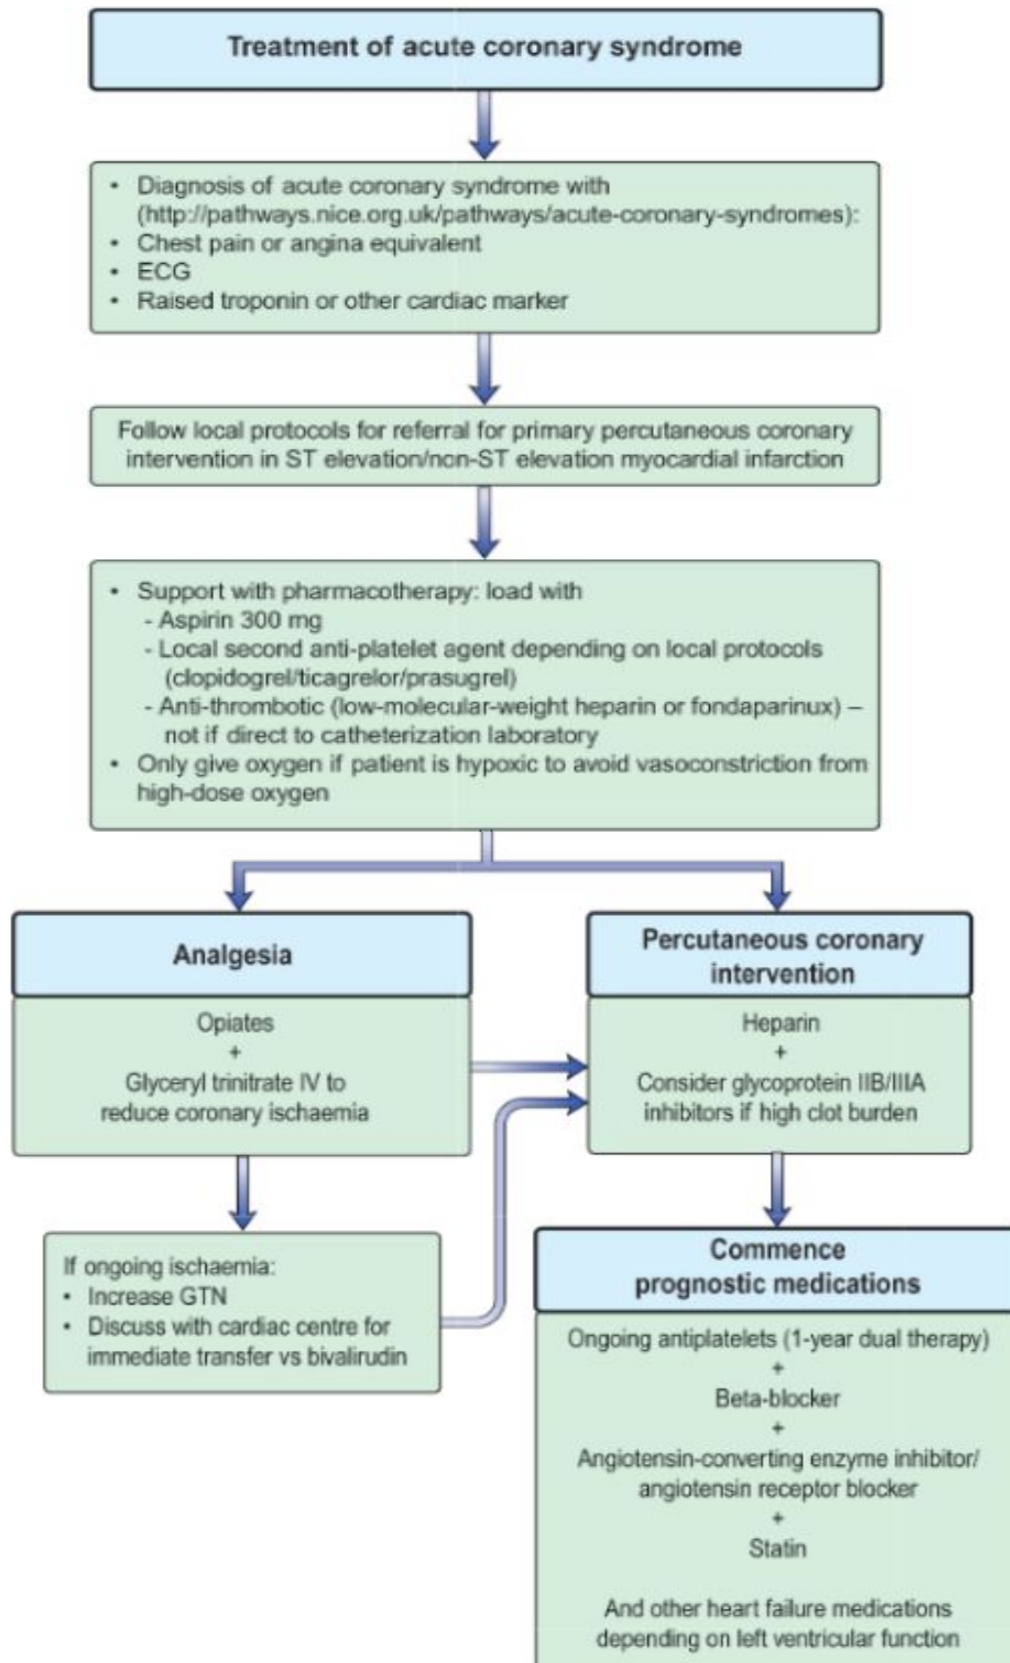 Treatment of acute coronary syndrome
• Diagnosis of acute coronary syndrome with
(http://pathways.nice.org.uk/pathways/acute-coronary-syndromes):
• Chest pain or angina equivalent
• ECG
• Raised troponin or other cardiac marker
Follow local protocols for referral for primary percutaneous coronary
intervention in ST elevation/non-ST elevation myocardial infarction
• Support with pharmacotherapy: load with
- Aspirin 300 mg
- Local second anti-platelet agent depending on local protocols
(clopidogrel/ticagrelor/prasugrel)
- Anti-thrombotic (low-molecular-weight heparin or fondaparinux) –
not if direct to catheterization laboratory
• Only give oxygen if patient is hypoxic to avoid vasoconstriction from
high-dose oxygen
Analgesia
Opiates
+
Glyceryl trinitrate IV to
reduce coronary ischaemia
If ongoing ischaemia:
• Increase GTN
• Discuss with cardiac centre for
immediate transfer vs bivalirudin
Percutaneous coronary
intervention
Heparin
+
Consider glycoprotein IIB/IIIA
inhibitors if high clot burden
Commence
prognostic medications
Ongoing antiplatelets (1-year dual therapy)
+
Beta-blocker
+
Angiotensin-converting enzyme inhibitor/
angiotensin receptor blocker
+
Statin
And other heart failure medications
depending on left ventricular function